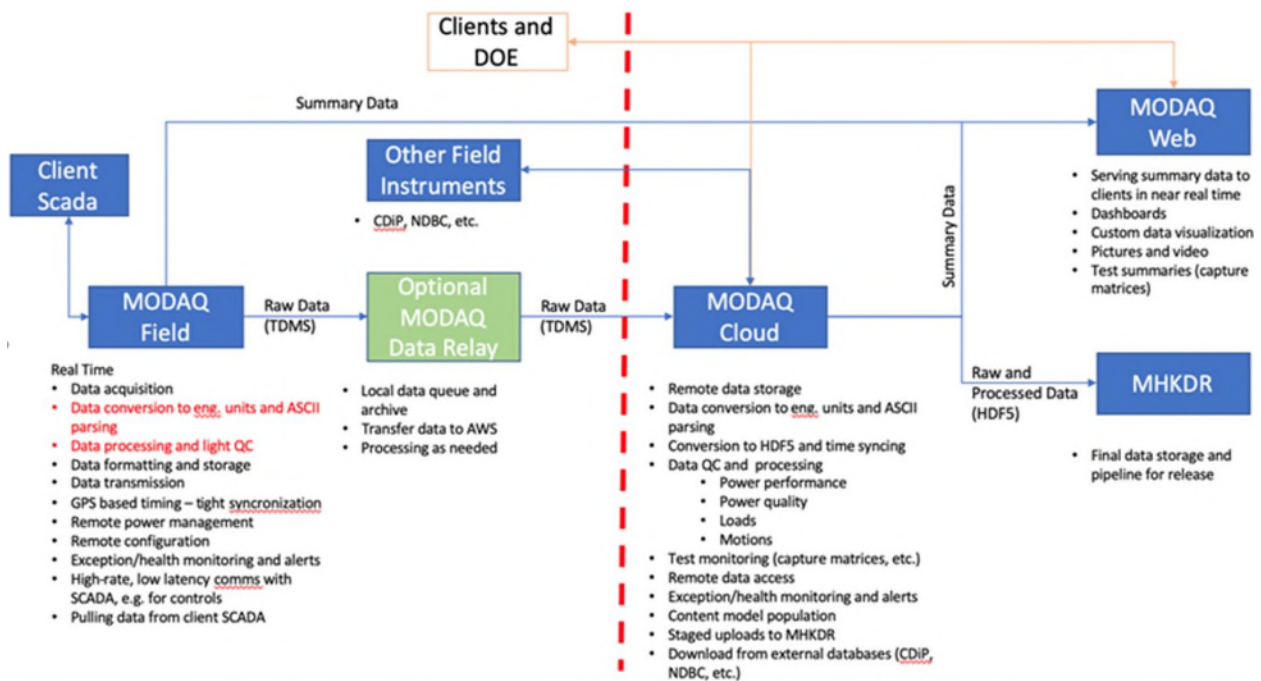 Clients and
DOE
Summary Data
MODAQ
Web
Client
Scada
Other Field
Instruments
• Serving summary data to
clients in near real time
• Dashboards
• Custom data visualization
• Pictures and video
• Test summaries (capture
matrices)
• CDiP, NDBC, etc.
Summary Data
MODAQ
Field
Raw Data
(TDMS)
Optional
MODAQ
Data Relay
Raw Data
(TDMS)
MODAQ
Cloud
Raw and
Processed Data
(HDF5)
MHKDR
Real Time
• Data acquisition
• Data conversion to eng. units and ASCII
parsing
• Data processing and light QC
• Data formatting and storage
• Data transmission
• GPS based timing – tight syncronization
• Remote power management
• Remote configuration
• Exception/health monitoring and alerts
• High-rate, low latency comms with
SCADA, e.g. for controls
• Pulling data from client SCADA
• Local data queue and
archive
• Transfer data to AWS
• Processing as needed
• Remote data storage
• Data conversion to eng. units and ASCII
parsing
• Conversion to HDF5 and time syncing
• Data QC and processing
• Power performance
• Power quality
• Loads
• Motions
• Test monitoring (capture matrices, etc.)
• Remote data access
• Exception/health monitoring and alerts
• Content model population
• Staged uploads to MHKDR
• Download from external databases (CDiP,
NDBC, etc.)
• Final data storage and
pipeline for release